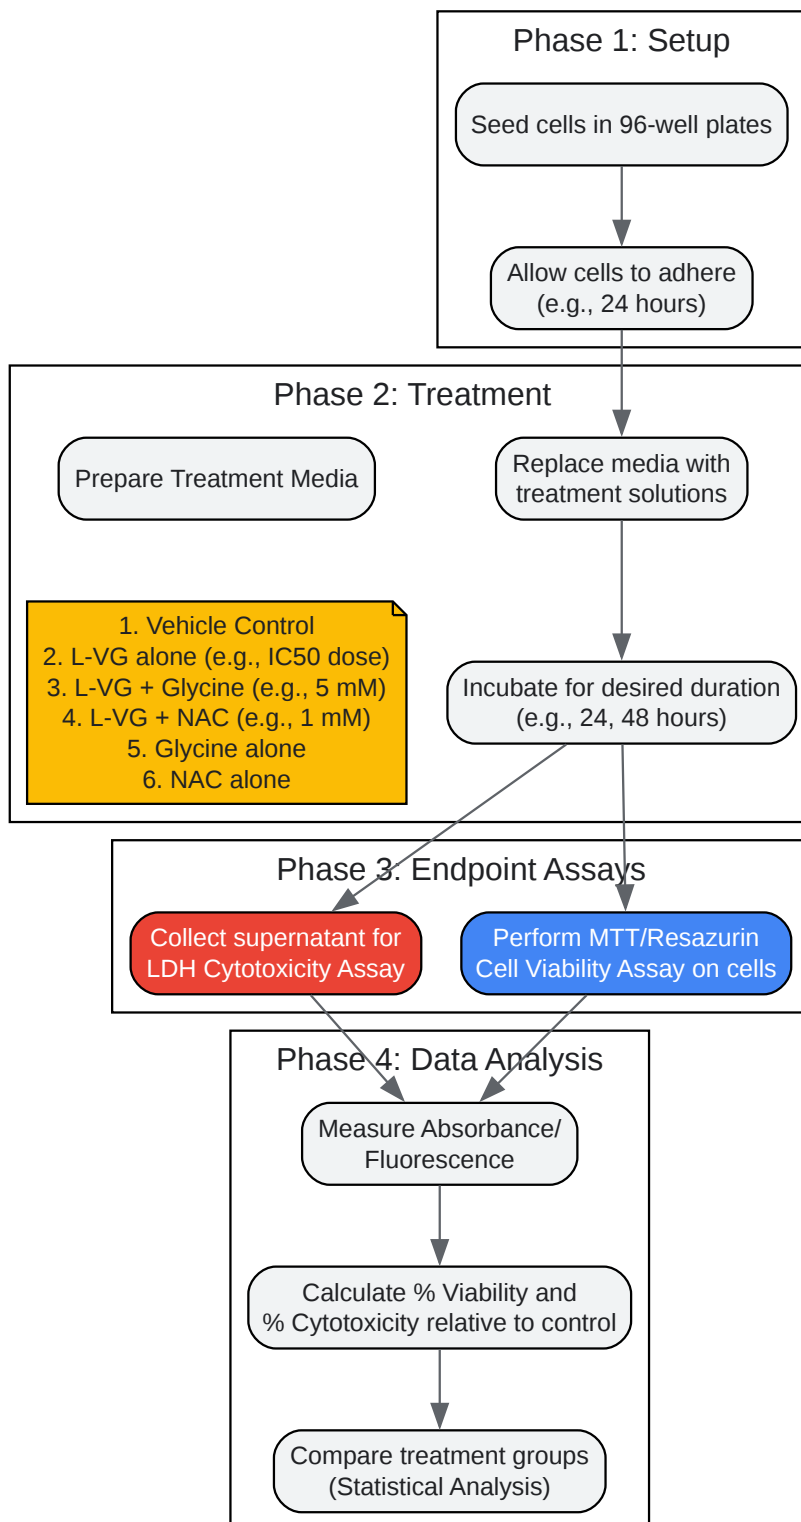 Phase 1: Setup
Seed cells in 96-well plates
Allow cells to adhere
(e.g., 24 hours)
Phase 2: Treatment
Prepare Treatment Media
Replace media with
treatment solutions
1. Vehicle Control
2. L-VG alone (e.g., IC50 dose)
3. L-VG + Glycine (e.g., 5 mM)
4. L-VG + NAC (e.g., 1 mM)
5. Glycine alone
6. NAC alone
Incubate for desired duration
(e.g., 24, 48 hours)
Phase 3: Endpoint Assays
Collect supernatant for
LDH Cytotoxicity Assay
Perform MTT/Resazurin
Cell Viability Assay on cells
Phase 4: Data Analysis
Measure Absorbance/
Fluorescence
Calculate % Viability and
% Cytotoxicity relative to control
Compare treatment groups
(Statistical Analysis)